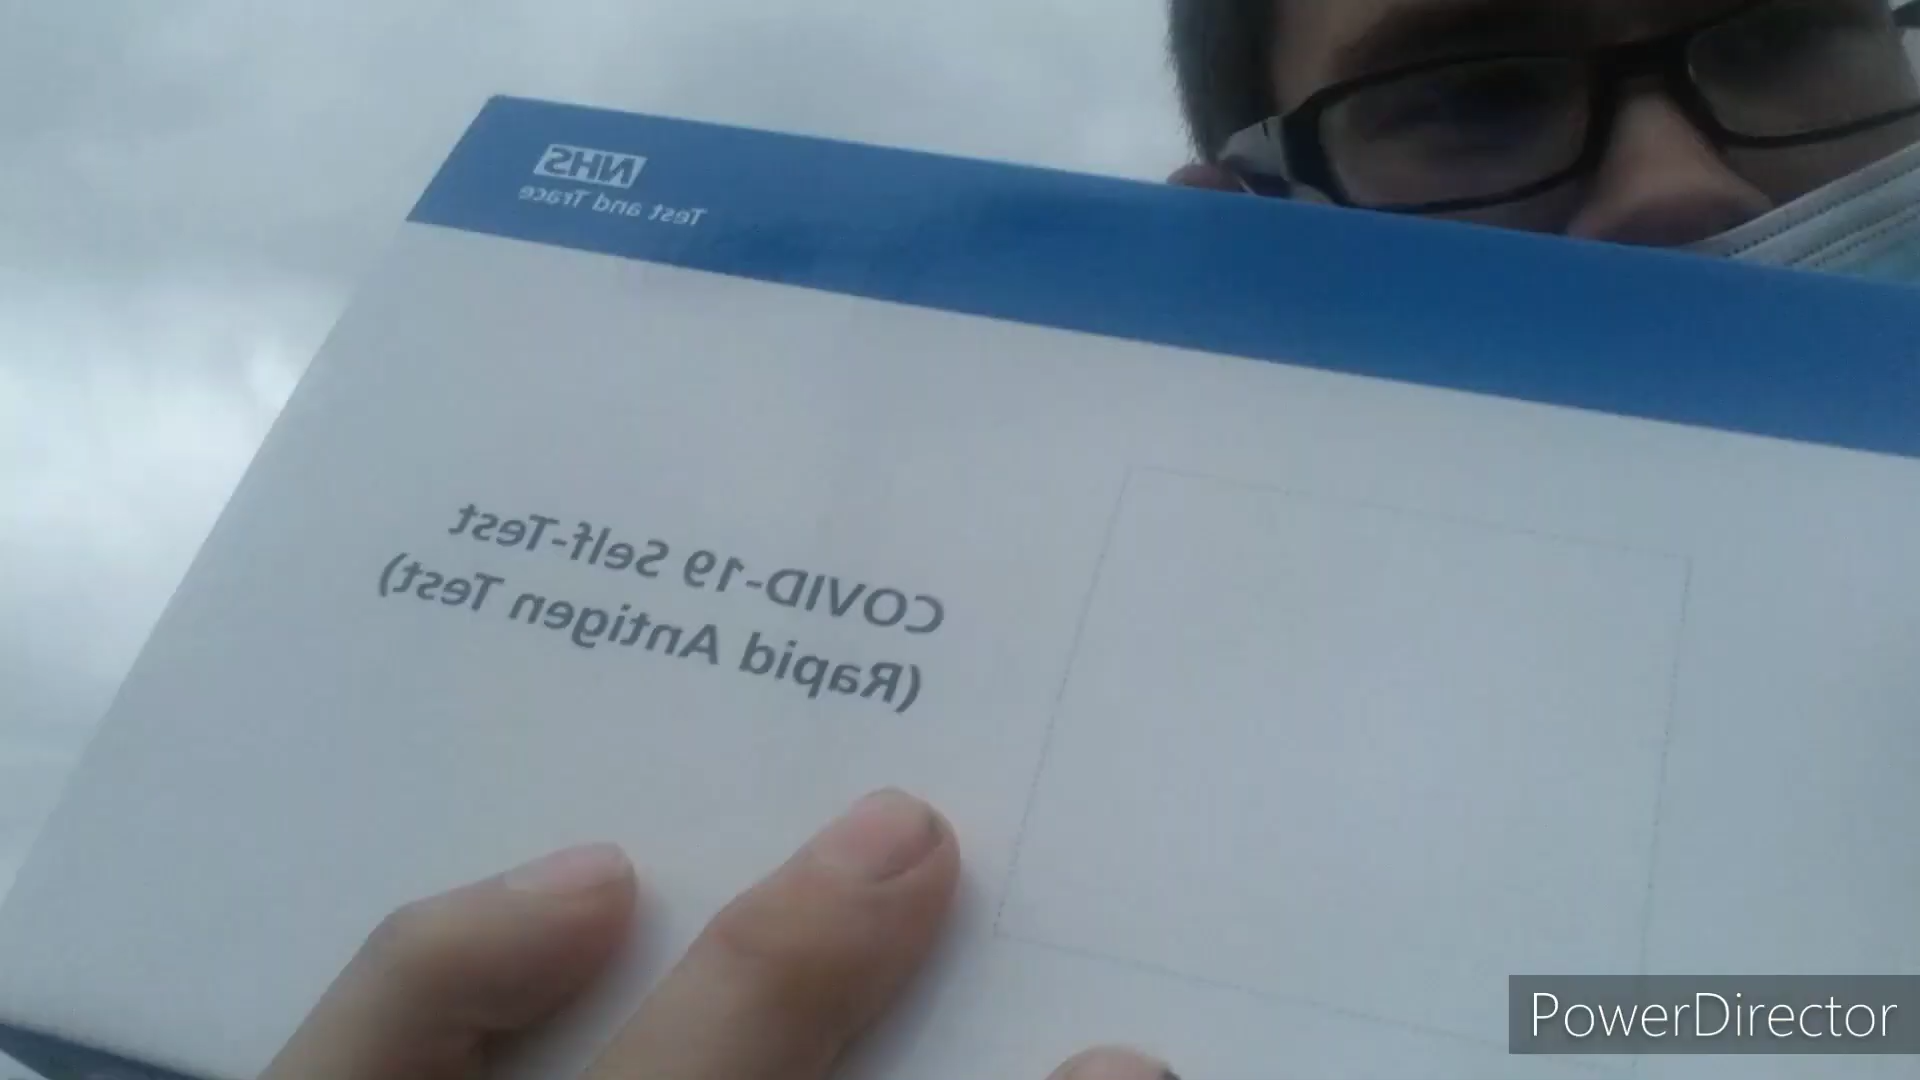 NHS
Test and Trace
COVID-19 Self-Test
(Rapid Antigen Test)
PowerDirector